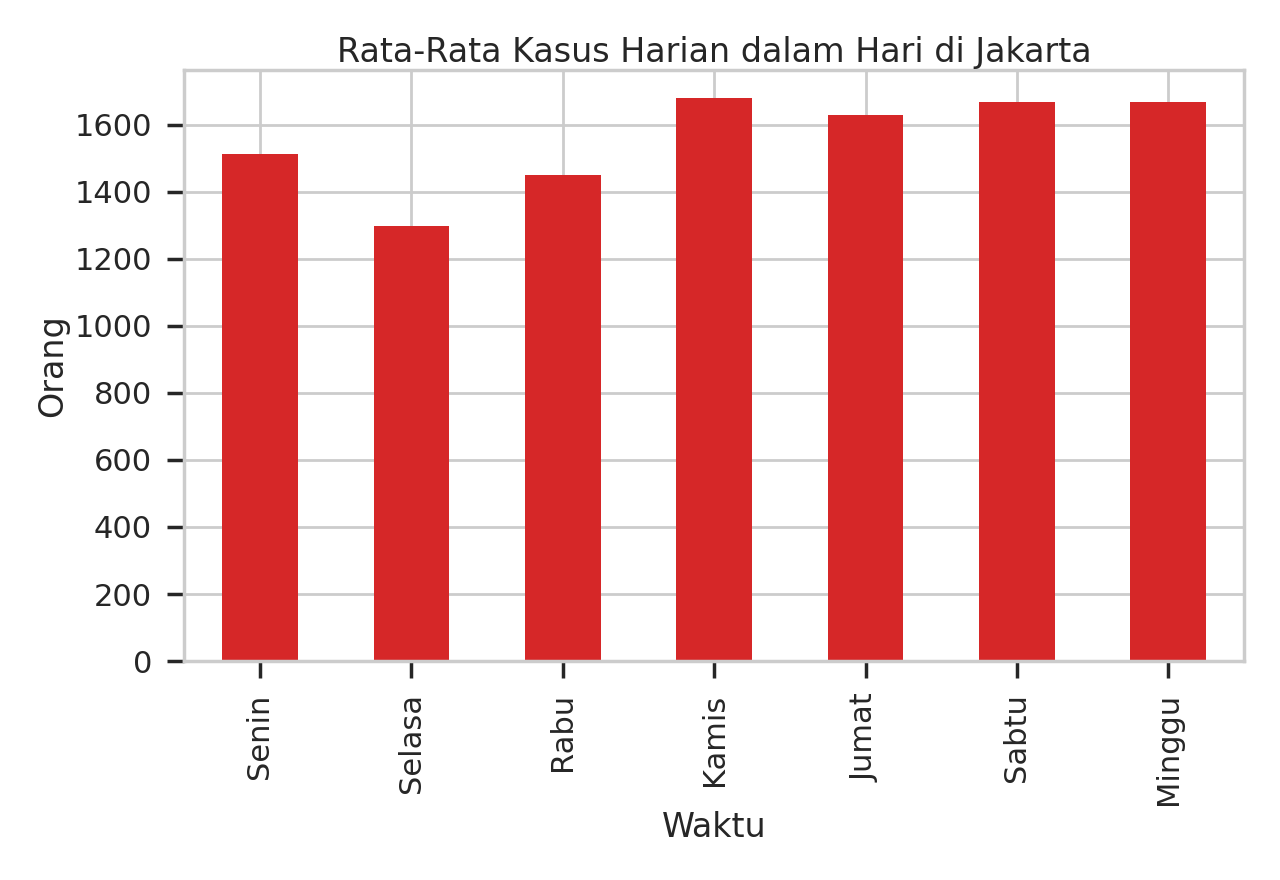 Rata-Rata Kasus Harian dalam Hari di Jakarta
1600
1400
1200
1000
800
600
400
200
0
Orang
Senin
Selasa
Rabu
Kamis
Jumat
Sabtu
Minggu
Waktu